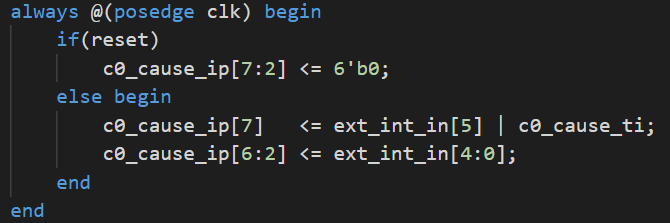 always @(posedge clk) begin
    if(reset)
        c0_cause_ip[7:2] <= 6'b0;
    else begin
        c0_cause_ip[7]   <= ext_int_in[5] | c0_cause_ti;
        c0_cause_ip[6:2] <= ext_int_in[4:0];
    end
end